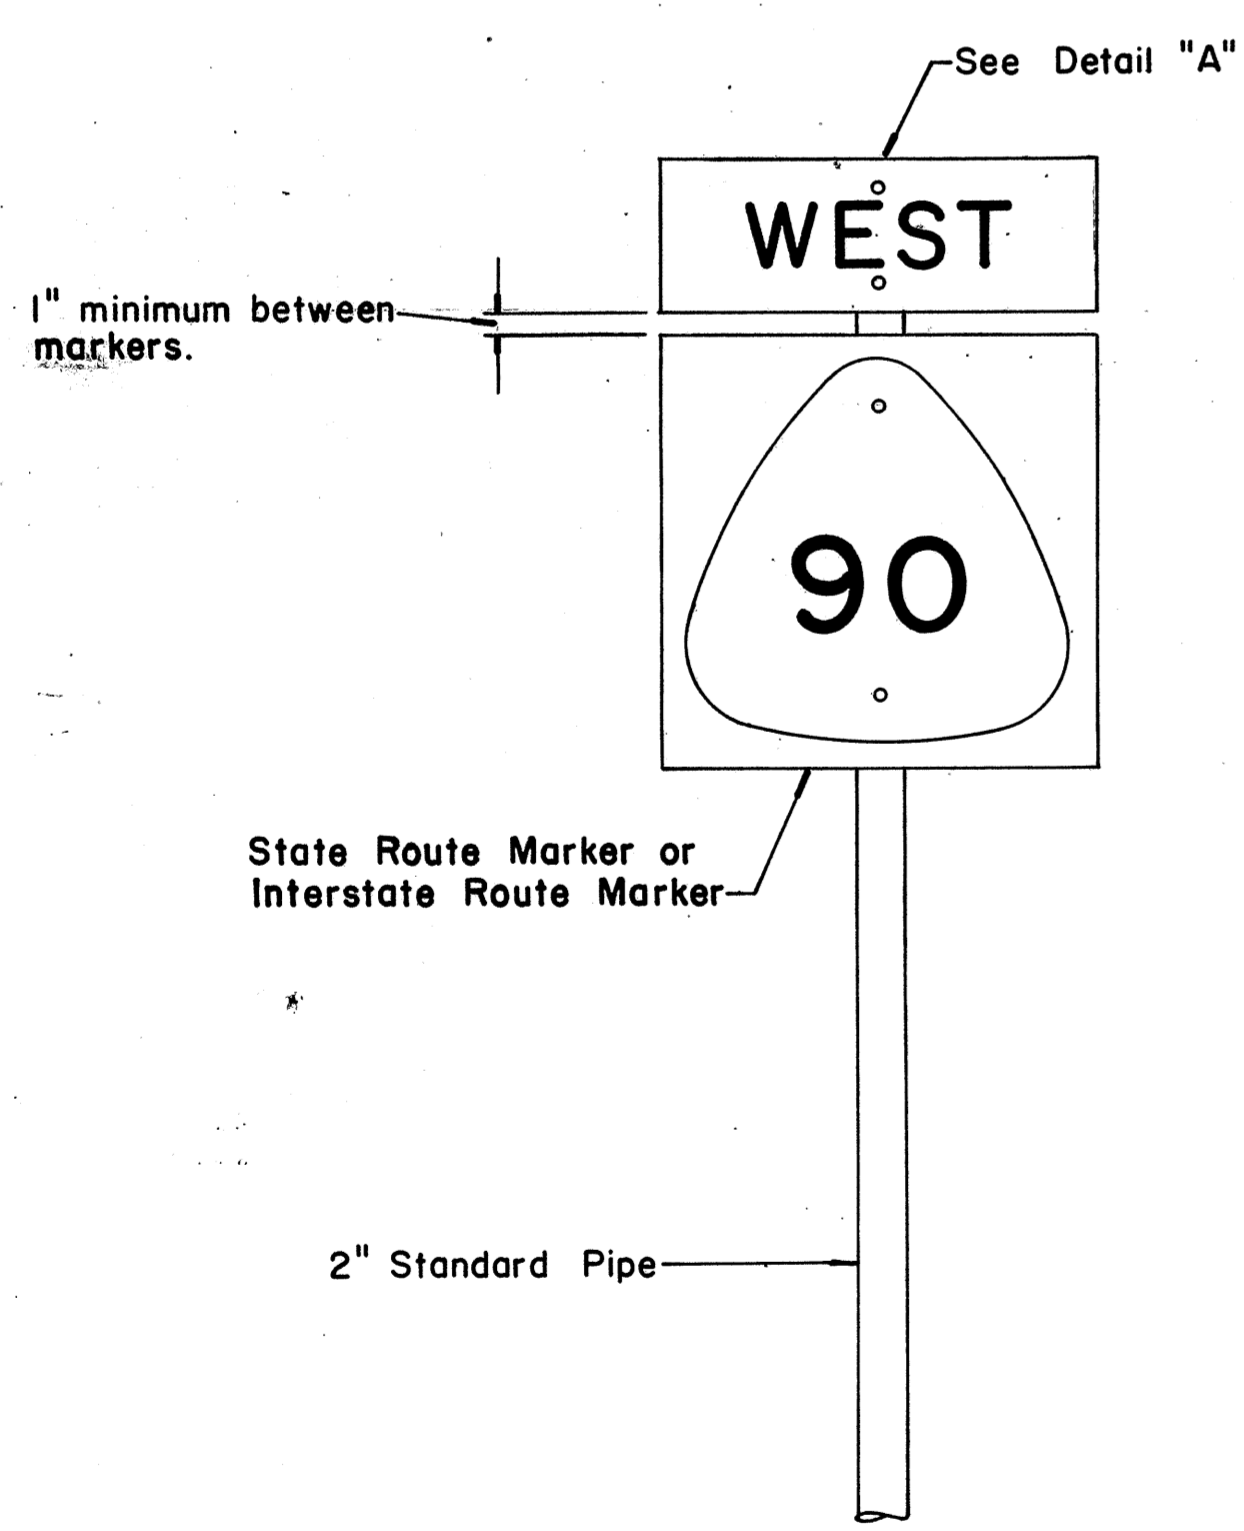 See Detail "A"
WEST
1" minimum between
markers.
90
State Route Marker or
Interstate Route Marker
2" Standard Pipe